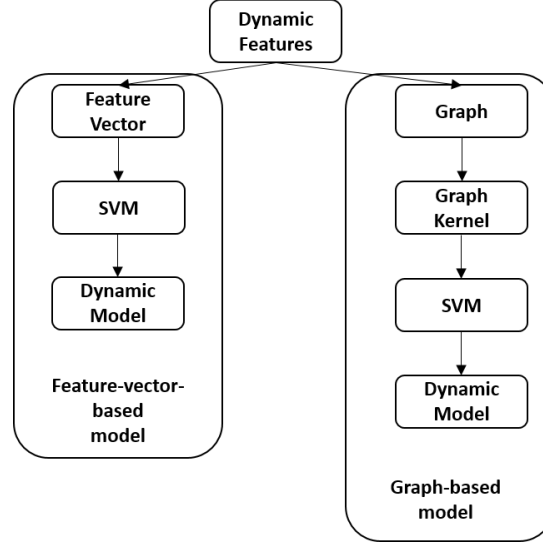 Dynamic
Features
Feature
Vector
SVM
Dynamic
Model
Feature-vector-
based
model
Graph
Graph
Kernel
SVM
Dynamic
Model
Graph-based
model